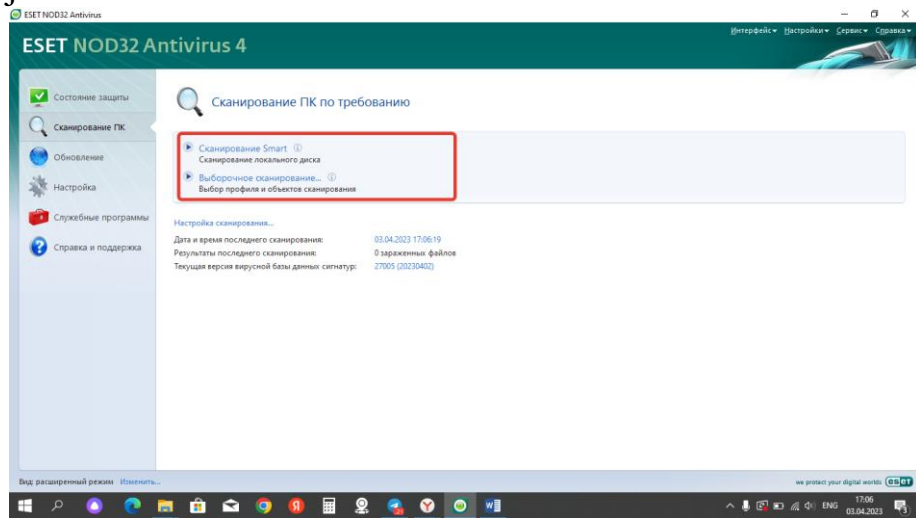 ESET NOD32 Antivirus
ESET NOD32 Antivirus 4
Интерфейс Настройки Сервис Справка
Состояние защиты
Сканирование ПК
Обновление
Настройка
Служебные программы
Справка и поддержка
Сканирование ПК по требованию
Сканирование Smart
Сканирование локального диска
Выборочное сканирование...
Выбор профиля и объектов сканирования
Настройка сканирования...
Дата и время последнего сканирования: 03.04.2023 17:06:19
Результаты последнего сканирования: 0 зараженных файлов
Текущая версия вирусной базы данных сигнатур: 27005 (20230402)
Вид: расширенный режим Изменить...
we protect your digital worlds eset
ENG
17:06
03.04.2023